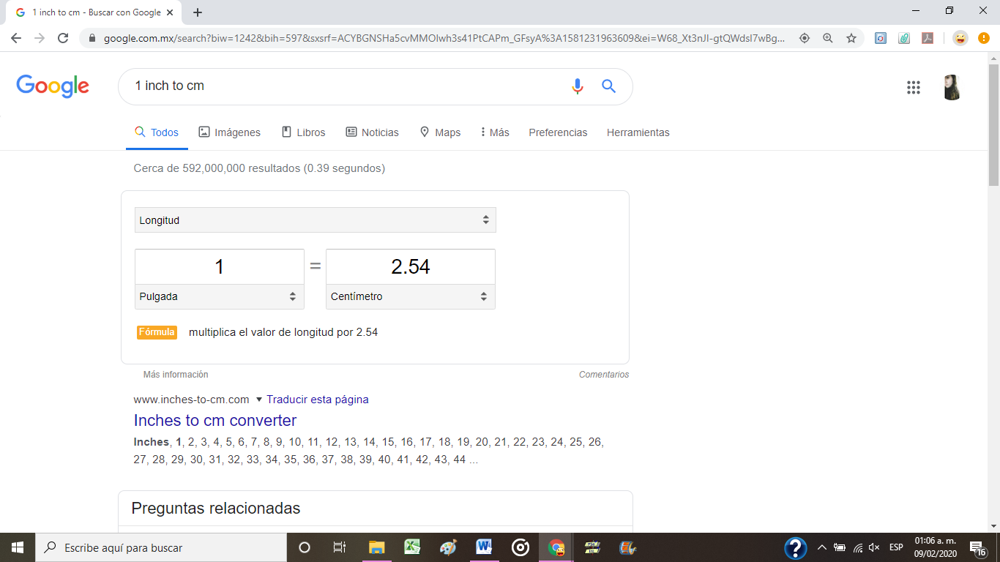 1 inch to cm - Buscar con Google
google.com.mx/search?biw=1242&bih=597&sxsrf=ACYBGNSHa5cvMMOIwh3s41PtCAPm_GFsyA%3A1581231963609&ei=W68_Xt3nJI-gtQWdsI7wBg...
Google
1 inch to cm
Todos Imágenes Libros Noticias Maps Más Preferencias Herramientas
Cerca de 592,000,000 resultados (0.39 segundos)
Longitud
1 = 2.54
Pulgada Centímetro
Fórmula multiplica el valor de longitud por 2.54
Más información Comentarios
www.inches-to-cm.com Traducir esta página
Inches to cm converter
Inches, 1, 2, 3, 4, 5, 6, 7, 8, 9, 10, 11, 12, 13, 14, 15, 16, 17, 18, 19, 20, 21, 22, 23, 24, 25, 26,
27, 28, 29, 30, 31, 32, 33, 34, 35, 36, 37, 38, 39, 40, 41, 42, 43, 44 ...
Preguntas relacionadas
Escribe aquí para buscar
ESP
01:06 a. m.
09/02/2020
16